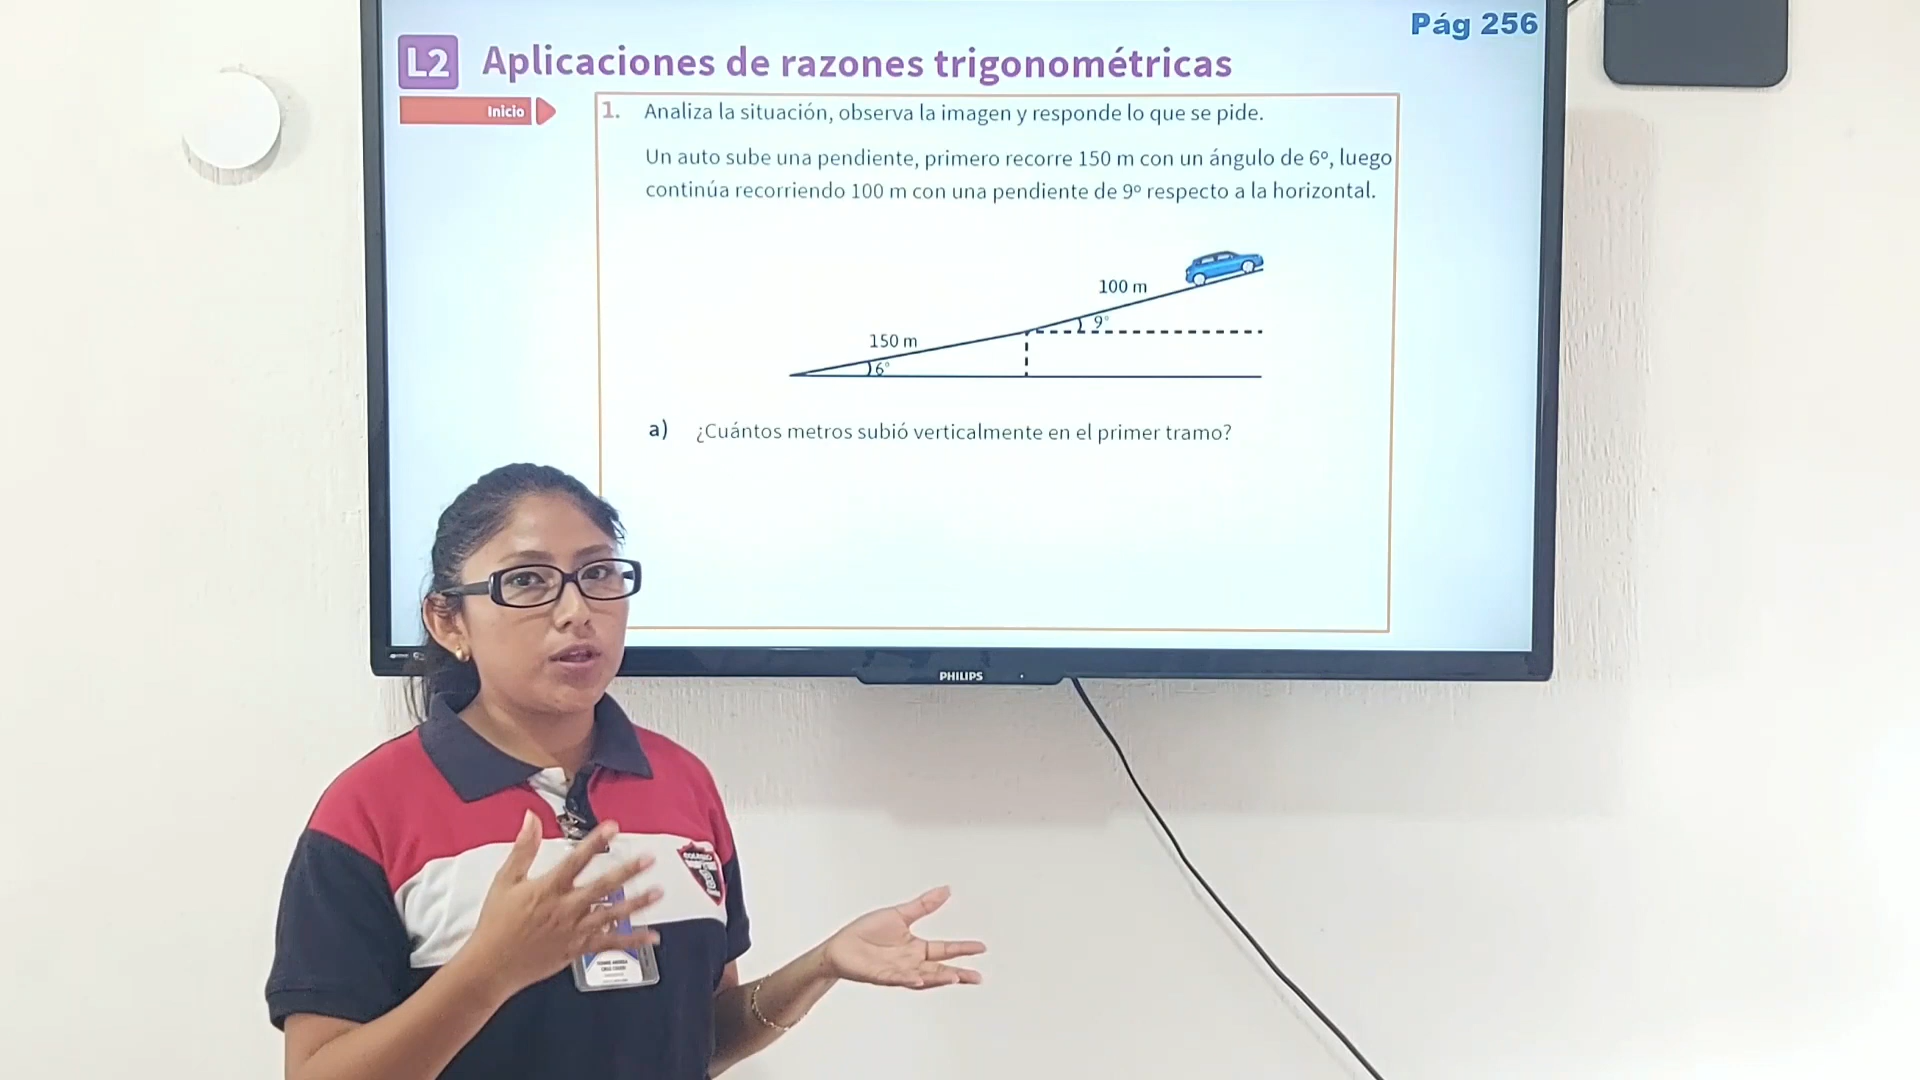 Pág 256
L2 Aplicaciones de razones trigonométricas
Inicio
1. Analiza la situación, observa la imagen y responde lo que se pide.
Un auto sube una pendiente, primero recorre 150 m con un ángulo de 6º, luego
continúa recorriendo 100 m con una pendiente de 9º respecto a la horizontal.
100 m
9°
150 m
6°
a) ¿Cuántos metros subió verticalmente en el primer tramo?
PHILIPS